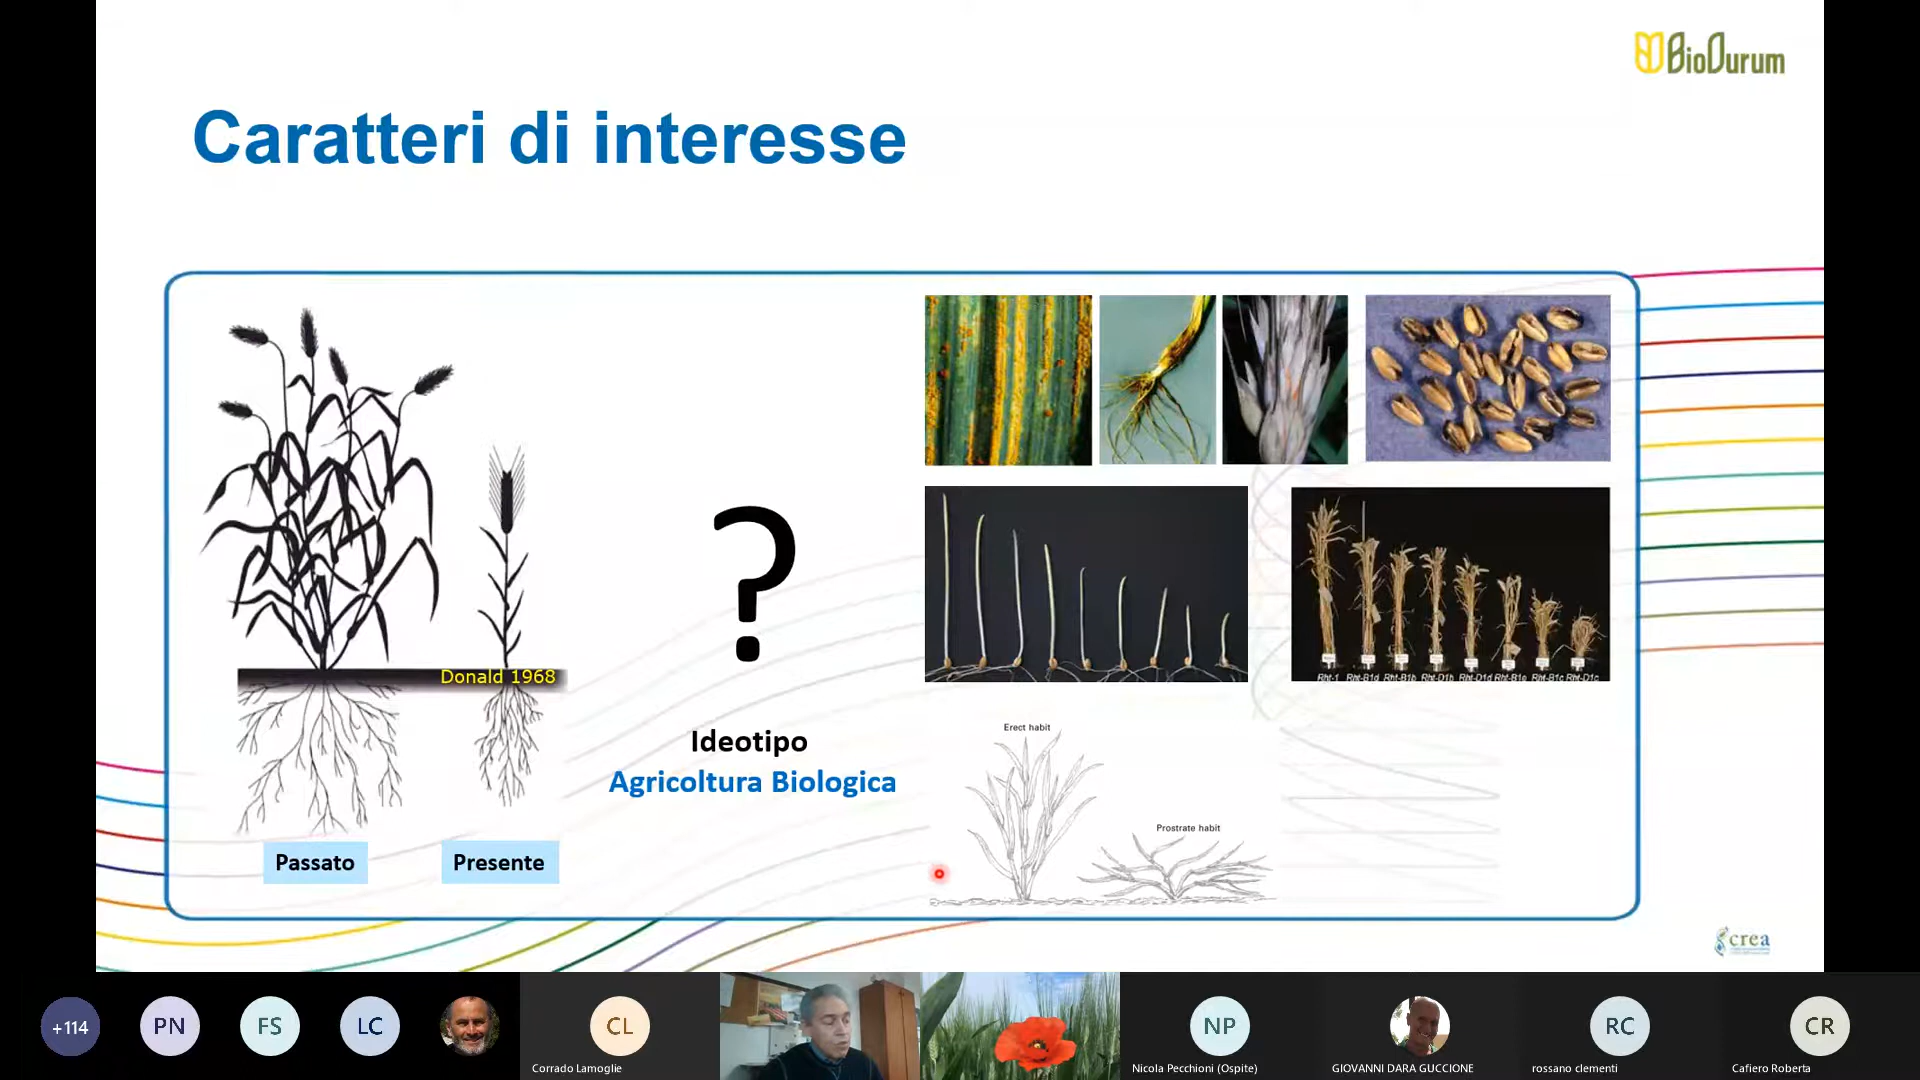 BioDurum
Caratteri di interesse
Donald 1968
Passato
Presente
?
Ideotipo
Agricoltura Biologica
Rht-1 Rht-B1d Rht-B1b Rht-D1b Rht-D1d Rht-B1e Rht-B1c Rht-D1c
Erect habit
Prostrate habit
crea
+114
PN
FS
LC
CL
Corrado Lamoglie
NP
Nicola Pecchioni (Ospite)
GIOVANNI DARA GUCCIONE
RC
rossano clementi
CR
Cafiero Roberta